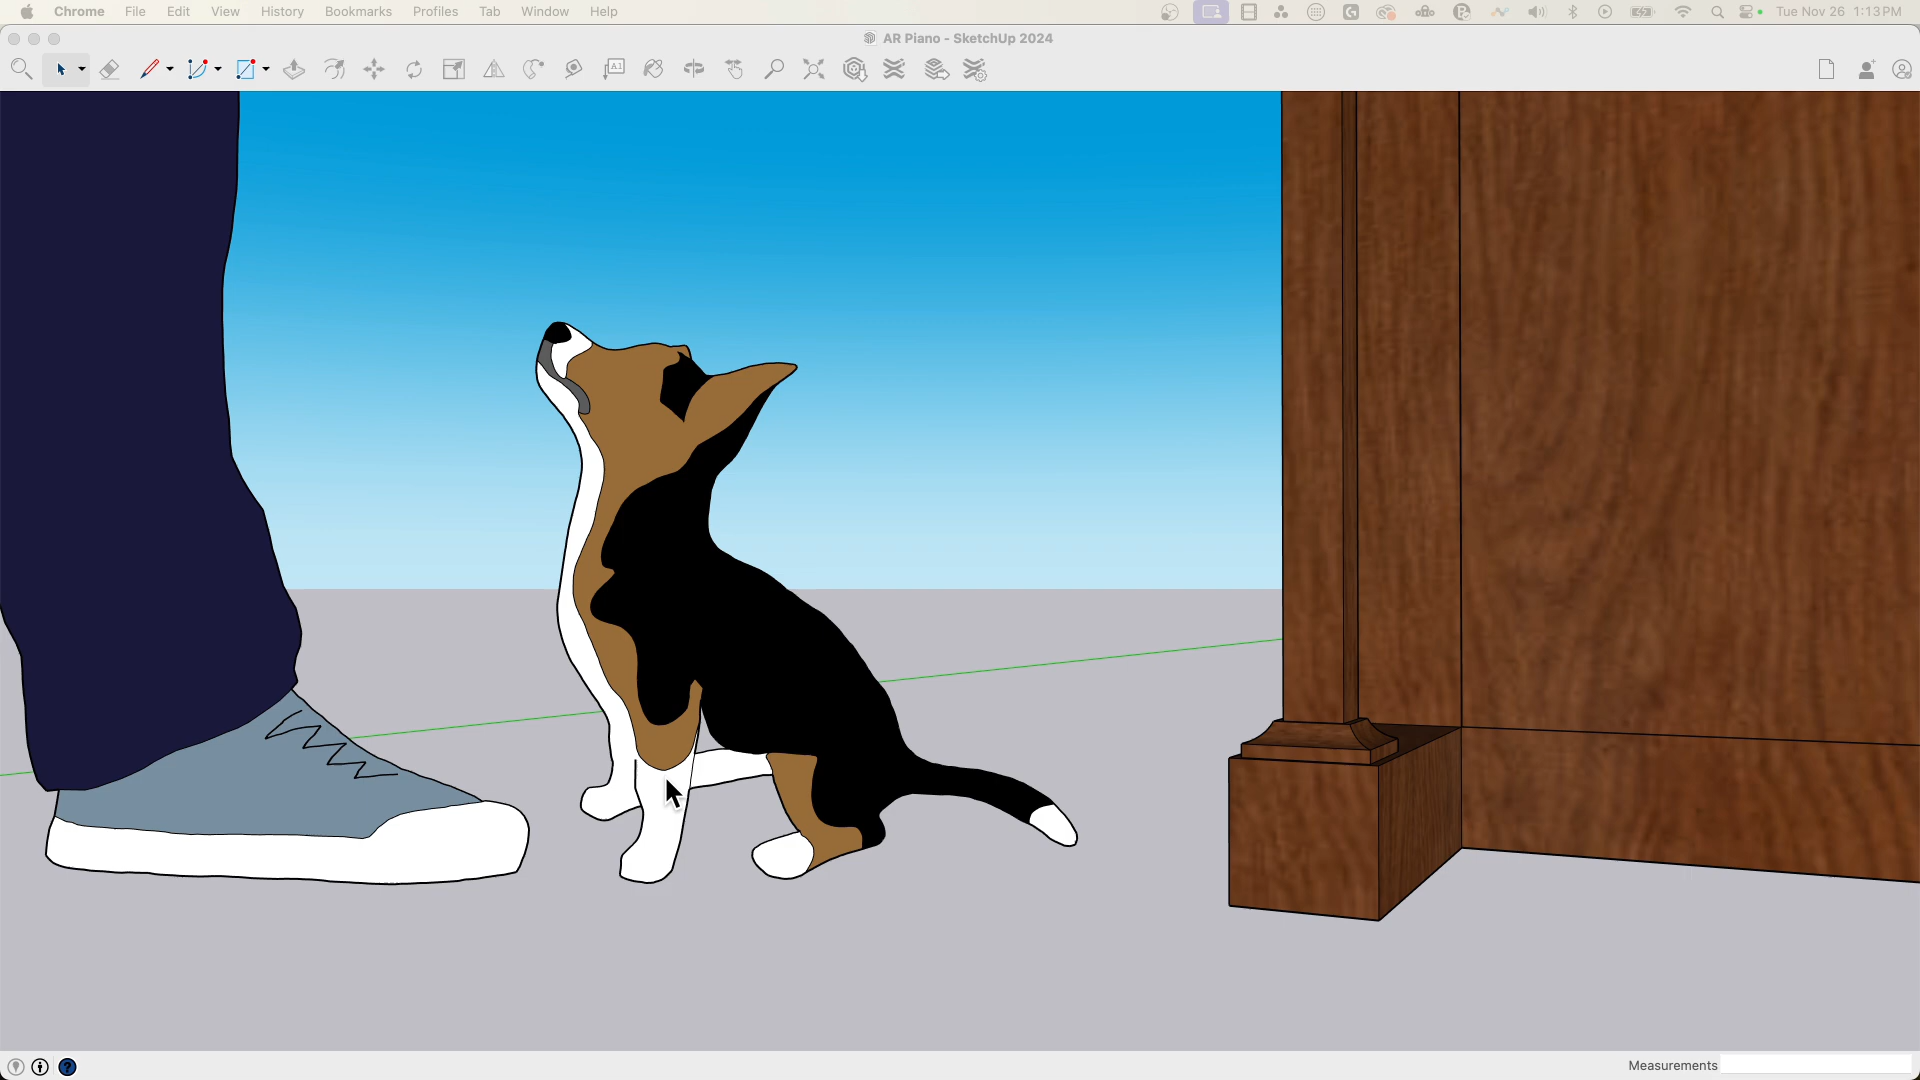 Chrome File Edit View History Bookmarks Profiles Tab Window Help Tue Nov 26 1:13 PM
AR Piano - SketchUp 2024
A1
Measurements